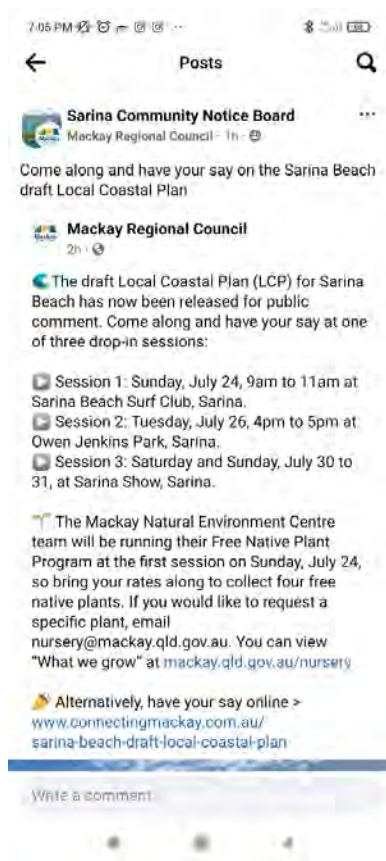 7:05 PM
Posts
Sarina Community Notice Board
Mackay Regional Council · 1h ·
Come along and have your say on the Sarina Beach
draft Local Coastal Plan
Mackay Regional Council
2h ·
The draft Local Coastal Plan (LCP) for Sarina
Beach has now been released for public
comment. Come along and have your say at one
of three drop-in sessions:
Session 1: Sunday, July 24, 9am to 11am at
Sarina Beach Surf Club, Sarina.
Session 2: Tuesday, July 26, 4pm to 5pm at
Owen Jenkins Park, Sarina.
Session 3: Saturday and Sunday, July 30 to
31, at Sarina Show, Sarina.
The Mackay Natural Environment Centre
team will be running their Free Native Plant
Program at the first session on Sunday, July 24,
so bring your rates along to collect four free
native plants. If you would like to request a
specific plant, email
nursery@mackay.qld.gov.au. You can view
"What we grow" at mackay.qld.gov.au/nursery
Alternatively, have your say online >
www.connectingmackay.com.au/
sarina-beach-draft-local-coastal-plan
Write a comment